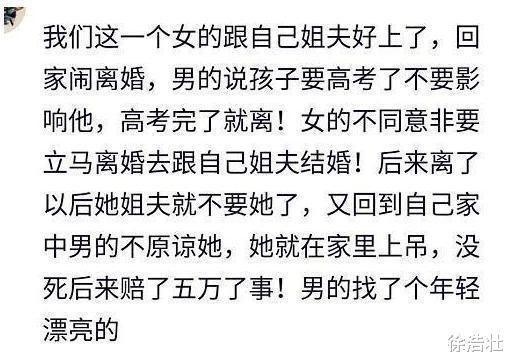 我们这一个女的跟自己姐夫好上了，回
家闹离婚，男的说孩子要高考了不要影
响他，高考完了就离！女的不同意非要
立马离婚去跟自己姐夫结婚！后来离了
以后她姐夫就不要她了，又回到自己家
中男的不原谅她，她就在家里上吊，没
死后来赔了五万了事！男的找了个年轻
漂亮的
徐浩壮